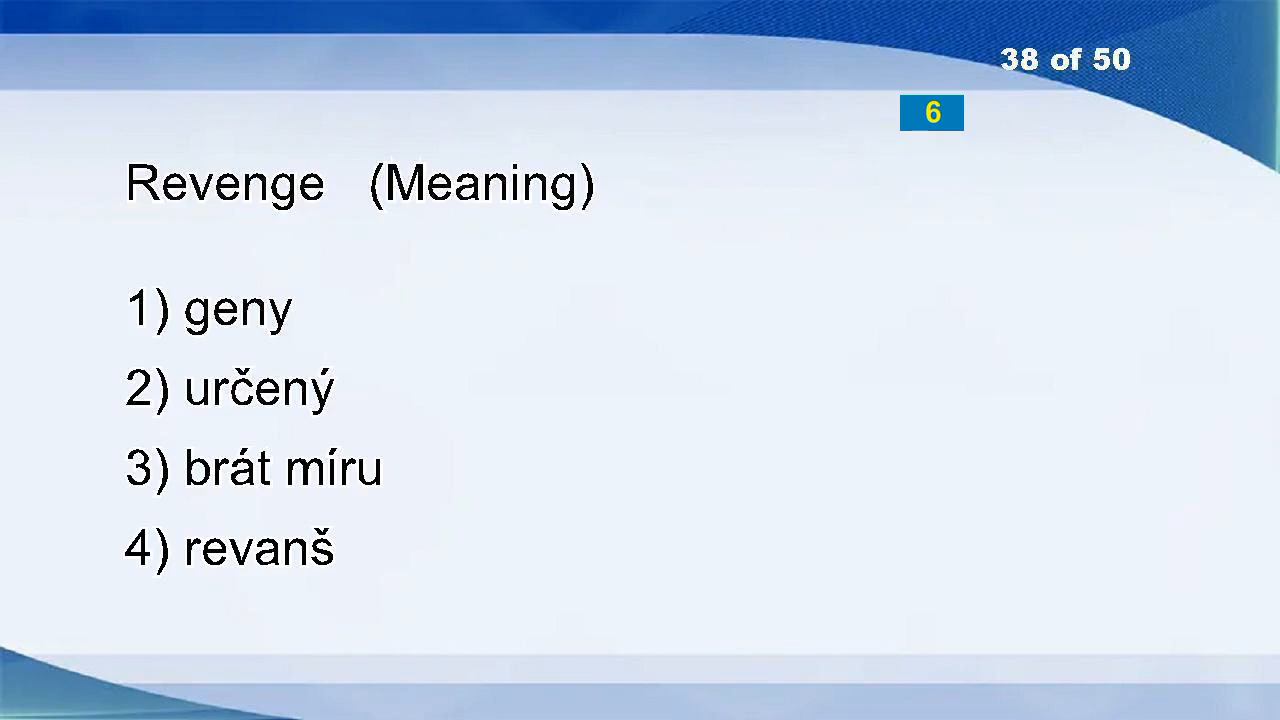 38 of 50
6
Revenge (Meaning)
1) geny
2) určený
3) brát míru
4) revanš